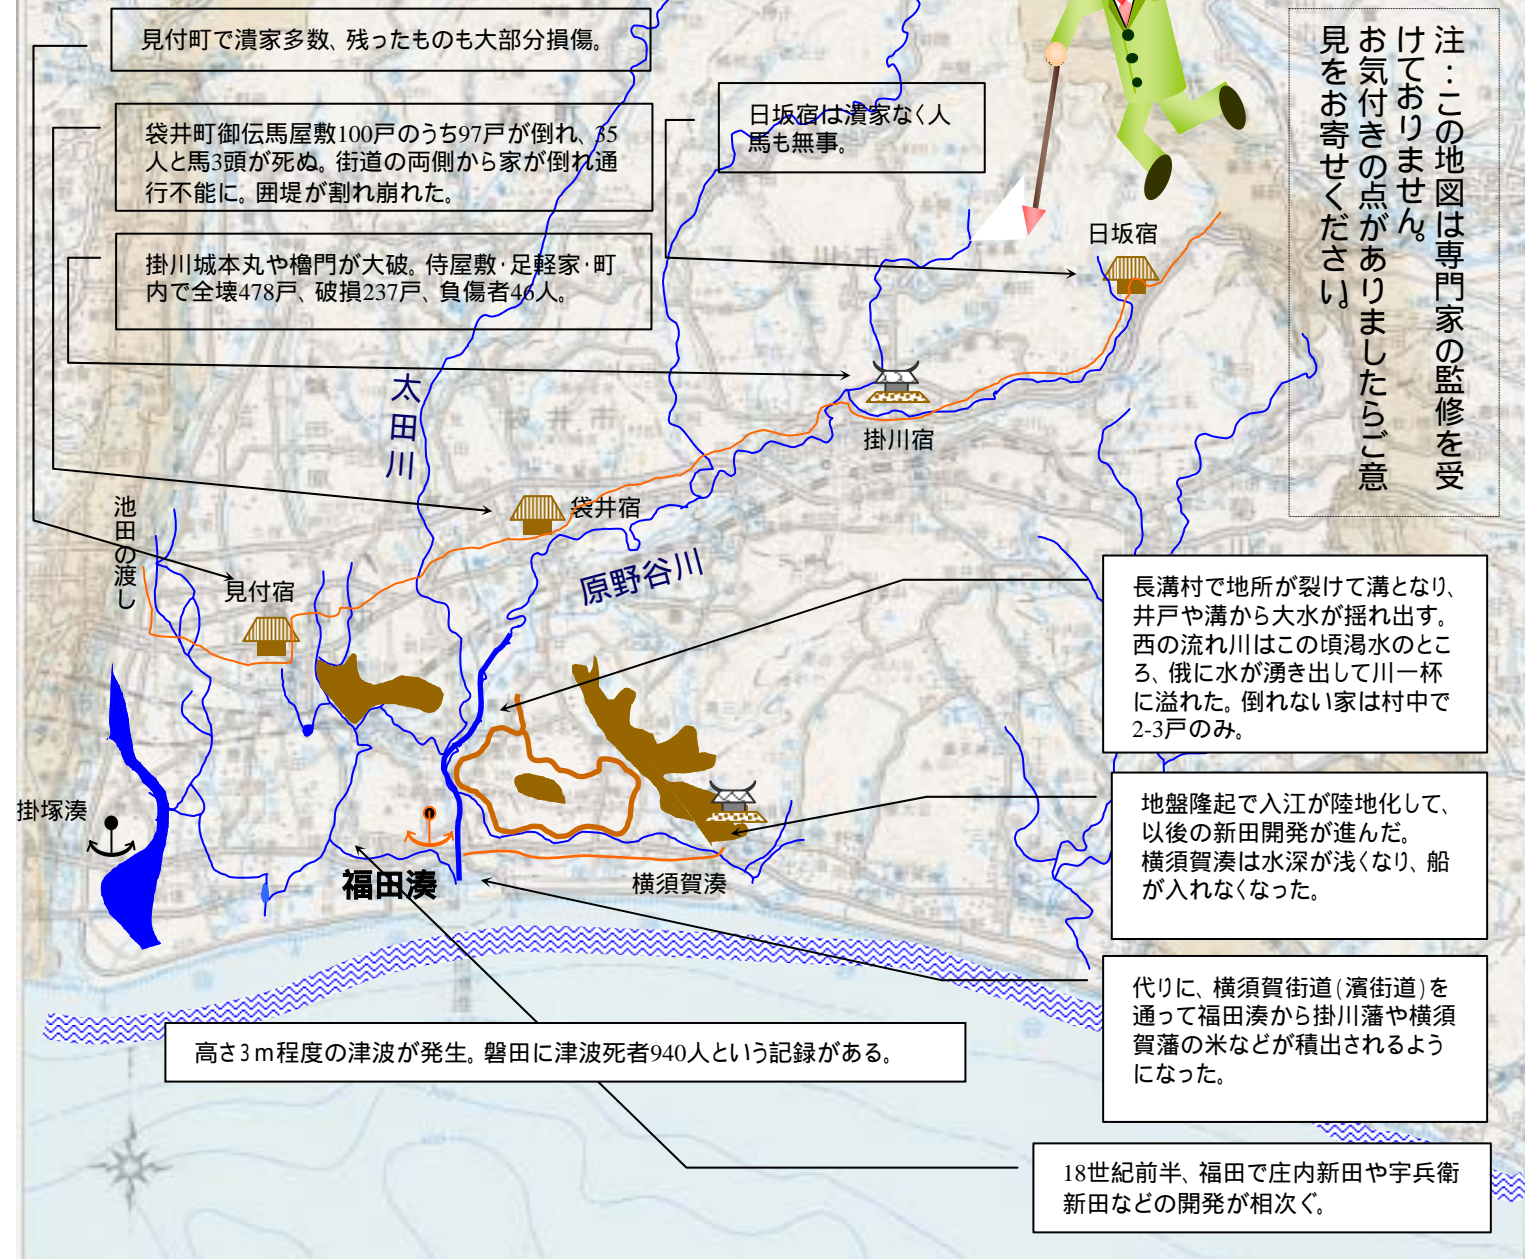 見付町で潰家多数、残ったものも大部分損傷。
袋井町御伝馬屋敷100戸のうち97戸が倒れ、35
人と馬3頭が死ぬ。街道の両側から家が倒れ通
行不能に。囲堤が割れ崩れた。
掛川城本丸や櫓門が大破。侍屋敷・足軽家・町
内で全壊478戸、破損237戸、負傷者46人。
日坂宿は潰家なく人
馬も無事。
注：この地図は専門家の監修を受
けておりません。
お気付きの点がありましたらご意
見をお寄せください。
日坂宿
太田川
掛川宿
袋井宿
池田の渡し
見付宿
原野谷川
長溝村で地所が裂けて溝となり、
井戸や溝から大水が揺れ出す。
西の流れ川はこの頃渇水のとこ
ろ、俄に水が湧き出して川一杯
に溢れた。倒れない家は村中で
2-3戸のみ。
掛塚湊
福田湊
横須賀湊
地盤隆起で入江が陸地化して、
以後の新田開発が進んだ。
横須賀湊は水深が浅くなり、船
が入れなくなった。
代りに、横須賀街道(濱街道)を
通って福田湊から掛川藩や横須
賀藩の米などが積出されるよう
になった。
高さ3ｍ程度の津波が発生。磐田に津波死者940人という記録がある。
18世紀前半、福田で庄内新田や宇兵衛
新田などの開発が相次ぐ。